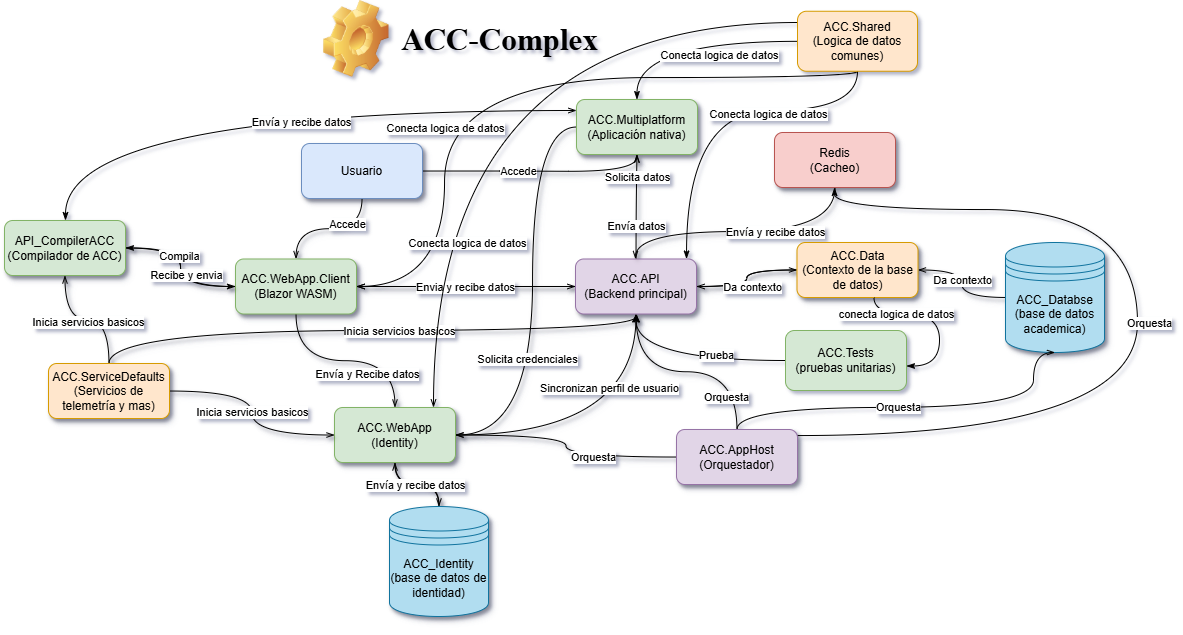 ACC-Complex
ACC.Shared
(Logica de datos
comunes)
Conecta logica de datos
ACC.Multiplatform
(Aplicación nativa)
Envía y recibe datos
Conecta logica de datos
Conecta logica de datos
Usuario
Accede
Solicita datos
Redis
(Cacheo)
API_CompilerACC
(Compilador de ACC)
Accede
Compila
Recibe y envia
Conecta logica de datos
Envía datos
Envía y recibe datos
ACC.WebApp.Client
(Blazor WASM)
Envia y recibe datos
ACC.API
(Backend principal)
Da contexto
ACC.Data
(Contexto de la base
de datos)
Da contexto
ACC_Databse
(base de datos
academica)
conecta logica de datos
Inicia servicios basicos
Inicia servicios basicos
Orquesta
ACC.ServiceDefaults
(Servicios de
telemetría y mas)
Envía y Recibe datos
Solicita credenciales
Prueba
ACC.Tests
(pruebas unitarias)
Sincronizan perfil de usuario
Orquesta
Orquesta
Inicia servicios basicos
ACC.WebApp
(Identity)
Orquesta
ACC.AppHost
(Orquestador)
Envía y recibe datos
ACC_Identity
(base de datos de
identidad)